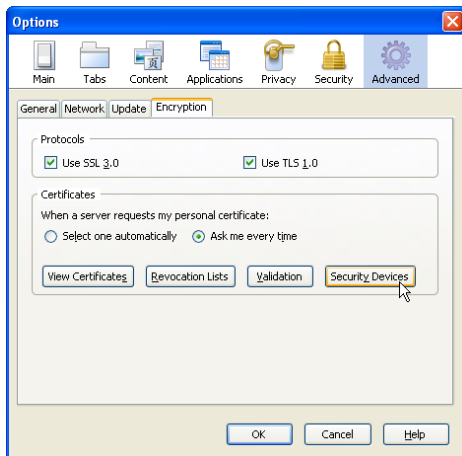 Options
Main Tabs Content Applications Privacy Security Advanced
General Network Update Encryption
Protocols
Use SSL 3.0 Use TLS 1.0
Certificates
When a server requests my personal certificate:
Select one automatically Ask me every time
View Certificates Revocation Lists Validation Security Devices
OK Cancel Help